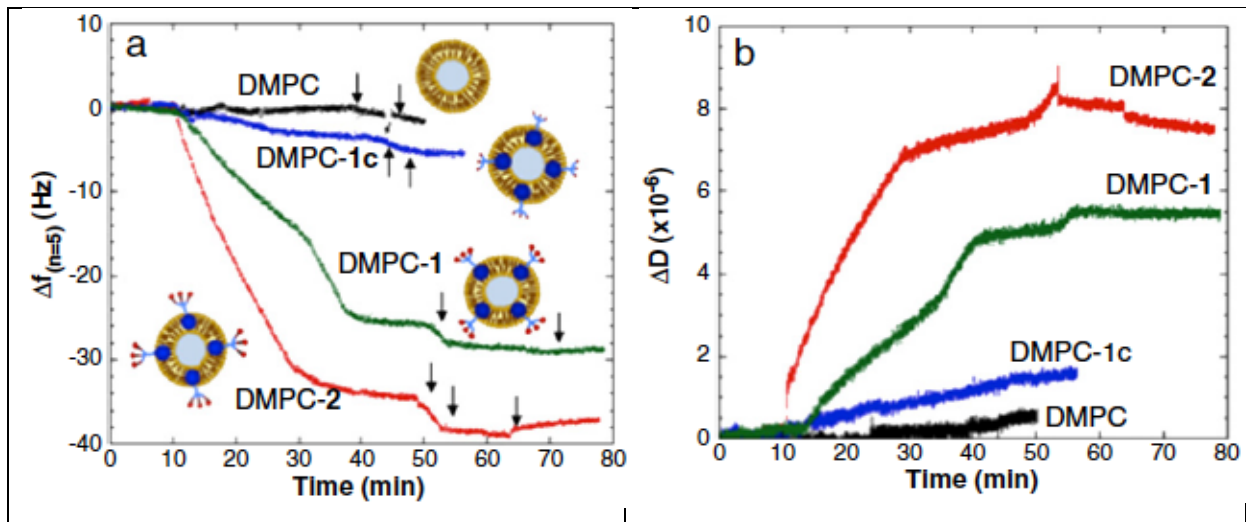 a
10
0
-10
-20
-30
-40
Δf(n=5) (Hz)
DMPC
DMPC-1c
DMPC-1
DMPC-2
0 10 20 30 40 50 60 70 80
Time (min)
b
10
8
6
4
2
0
ΔD (x10-6)
DMPC-2
DMPC-1
DMPC-1c
DMPC
0 10 20 30 40 50 60 70 80
Time (min)